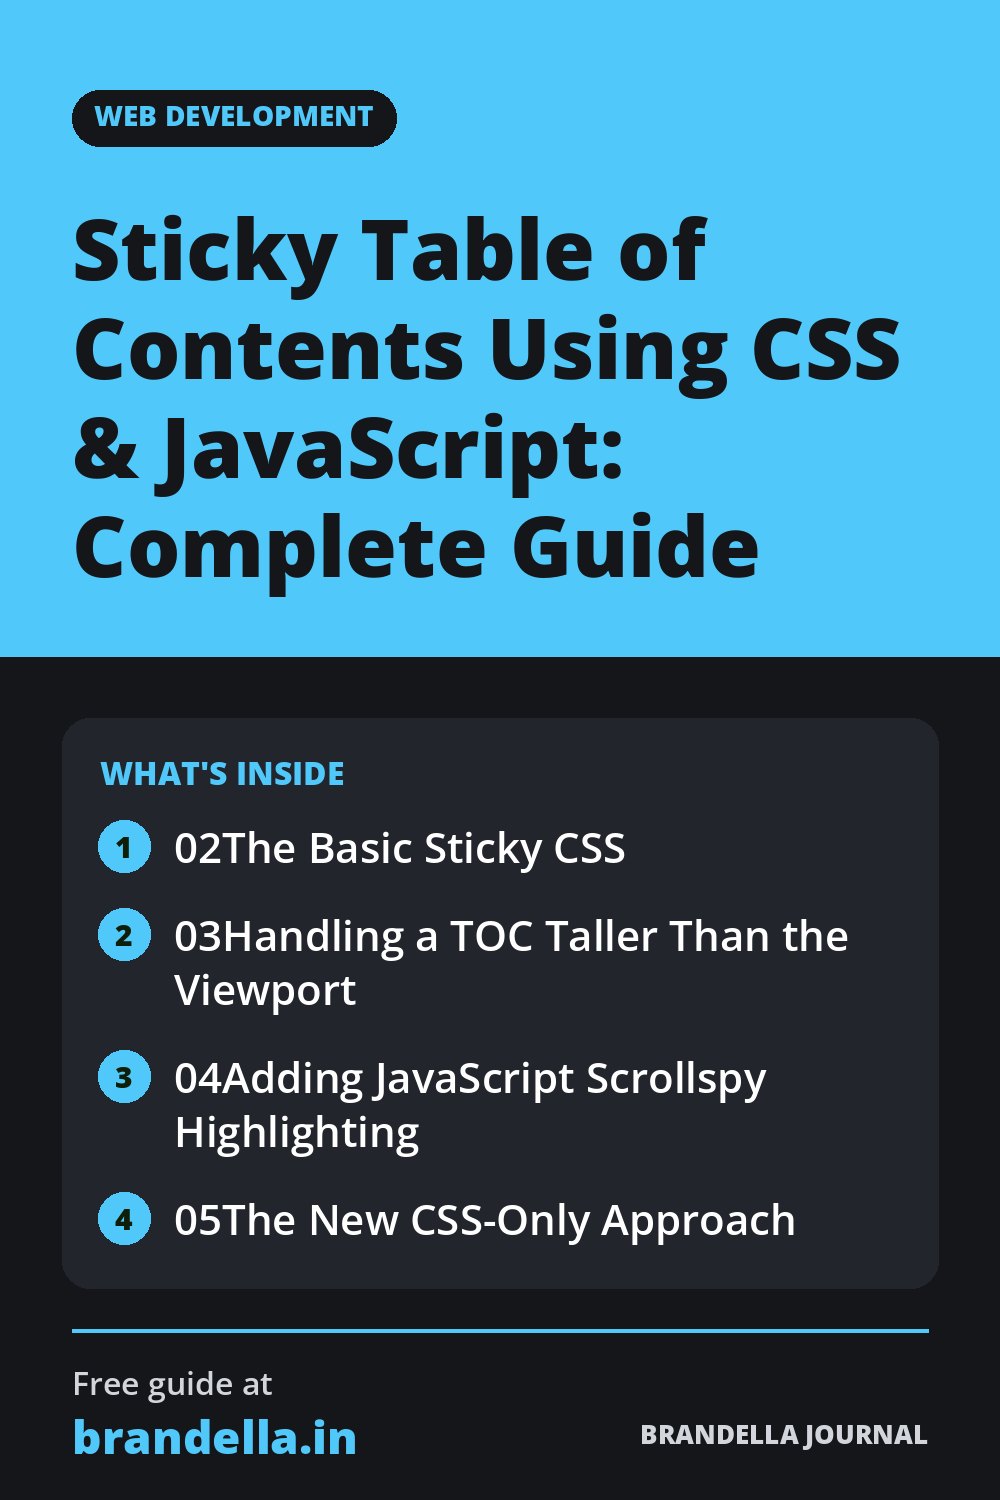 WEB DEVELOPMENT
Sticky Table of
Contents Using CSS
& JavaScript:
Complete Guide
WHAT'S INSIDE
1 02The Basic Sticky CSS
2 03Handling a TOC Taller Than the
Viewport
3 04Adding JavaScript Scrollspy
Highlighting
4 05The New CSS-Only Approach
Free guide at
brandella.in
BRANDELLA JOURNAL